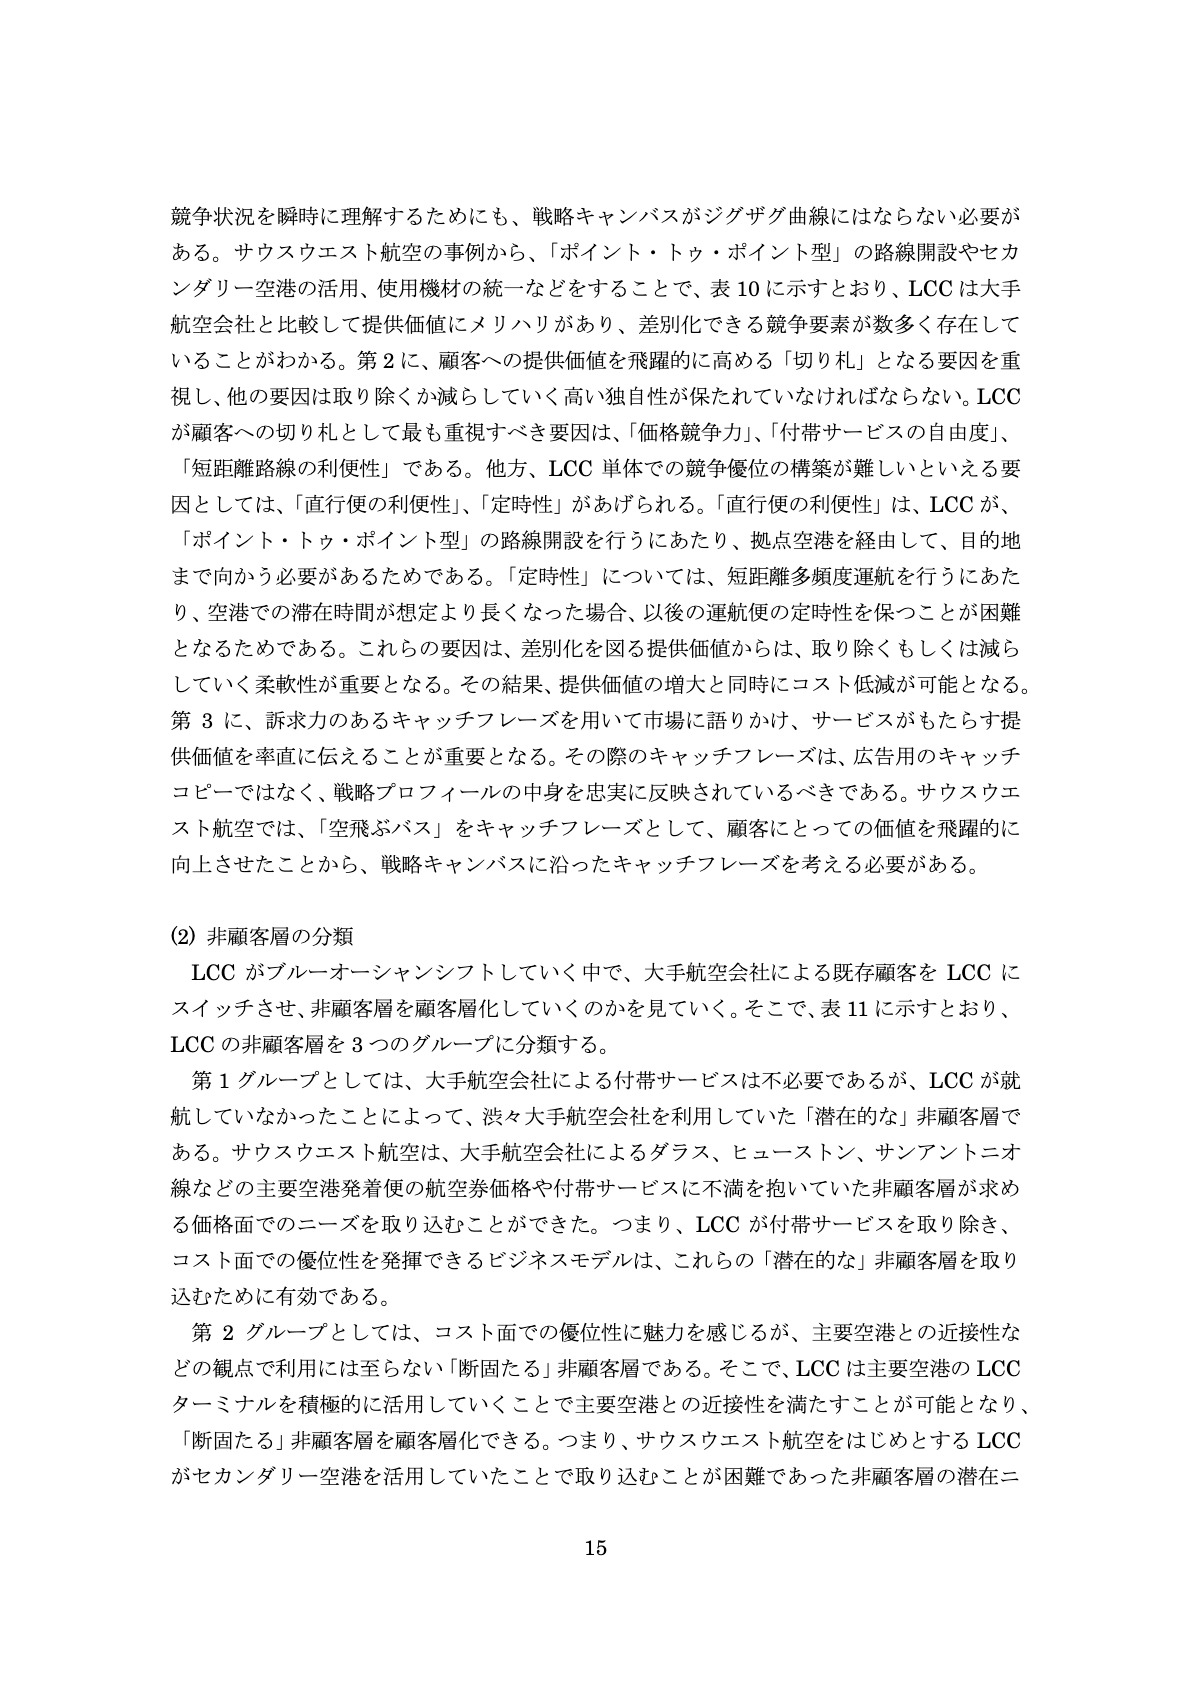 競争状況を瞬時に理解するためにも、戦略キャンバスがジグザグ曲線にはならない必要が
ある。サウスウエスト航空の事例から、「ポイント・トゥ・ポイント型」の路線開設やセカ
ンダリー空港の活用、使用機材の統一などをすることで、表 10 に示すとおり、LCC は大手
航空会社と比較して提供価値にメリハリがあり、差別化できる競争要素が数多く存在して
いることがわかる。第 2 に、顧客への提供価値を飛躍的に高める「切り札」となる要因を重
視し、他の要因は取り除くか減らしていく高い独自性が保たれていなければならない。LCC
が顧客への切り札として最も重視すべき要因は、「価格競争力」、「付帯サービスの自由度」、
「短距離路線の利便性」である。他方、LCC 単体での競争優位の構築が難しいといえる要
因としては、「直行便の利便性」、「定時性」があげられる。「直行便の利便性」は、LCC が、
「ポイント・トゥ・ポイント型」の路線開設を行うにあたり、拠点空港を経由して、目的地
まで向かう必要があるためである。「定時性」については、短距離多頻度運航を行うにあた
り、空港での滞在時間が想定より長くなった場合、以後の運航便の定時性を保つことが困難
となるためである。これらの要因は、差別化を図る提供価値からは、取り除くもしくは減ら
していく柔軟性が重要となる。その結果、提供価値の増大と同時にコスト低減が可能となる。
第 3 に、訴求力のあるキャッチフレーズを用いて市場に語りかけ、サービスがもたらす提
供価値を率直に伝えることが重要となる。その際のキャッチフレーズは、広告用のキャッチ
コピーではなく、戦略プロフィールの中身を忠実に反映されているべきである。サウスウエ
スト航空では、「空飛ぶバス」をキャッチフレーズとして、顧客にとっての価値を飛躍的に
向上させたことから、戦略キャンバスに沿ったキャッチフレーズを考える必要がある。
(2) 非顧客層の分類
LCC がブルーオーシャンシフトしていく中で、大手航空会社による既存顧客を LCC に
スイッチさせ、非顧客層を顧客層化していくのかを見ていく。そこで、表 11 に示すとおり、
LCC の非顧客層を 3 つのグループに分類する。
第 1 グループとしては、大手航空会社による付帯サービスは不必要であるが、LCC が就
航していなかったことによって、渋々大手航空会社を利用していた「潜在的な」非顧客層で
ある。サウスウエスト航空は、大手航空会社によるダラス、ヒューストン、サンアントニオ
線などの主要空港発着便の航空券価格や付帯サービスに不満を抱いていた非顧客層が求め
る価格面でのニーズを取り込むことができた。つまり、LCC が付帯サービスを取り除き、
コスト面での優位性を発揮できるビジネスモデルは、これらの「潜在的な」非顧客層を取り
込むために有効である。
第 2 グループとしては、コスト面での優位性に魅力を感じるが、主要空港との近接性な
どの観点で利用には至らない「断固たる」非顧客層である。そこで、LCC は主要空港の LCC
ターミナルを積極的に活用していくことで主要空港との近接性を満たすことが可能となり、
「断固たる」非顧客層を顧客層化できる。つまり、サウスウエスト航空をはじめとする LCC
がセカンダリー空港を活用していたことで取り込むことが困難であった非顧客層の潜在ニ
15